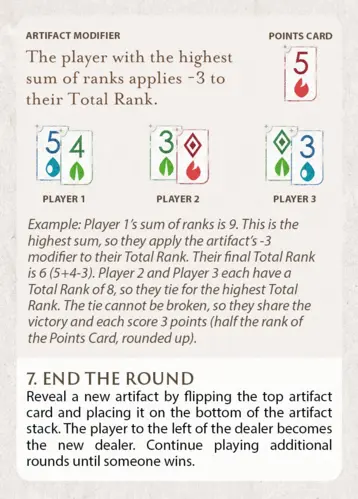 ARTIFACT MODIFIER
POINTS CARD
The player with the highest
sum of ranks applies -3 to
their Total Rank.
5
5 4
3
3
PLAYER 1
PLAYER 2
PLAYER 3
Example: Player 1's sum of ranks is 9. This is the
highest sum, so they apply the artifact's -3
modifier to their Total Rank. Their final Total Rank
is 6 (5+4-3). Player 2 and Player 3 each have a
Total Rank of 8, so they tie for the highest Total
Rank. The tie cannot be broken, so they share the
victory and each score 3 points (half the rank of
the Points Card, rounded up).
7. END THE ROUND
Reveal a new artifact by flipping the top artifact
card and placing it on the bottom of the artifact
stack. The player to the left of the dealer becomes
the new dealer. Continue playing additional
rounds until someone wins.